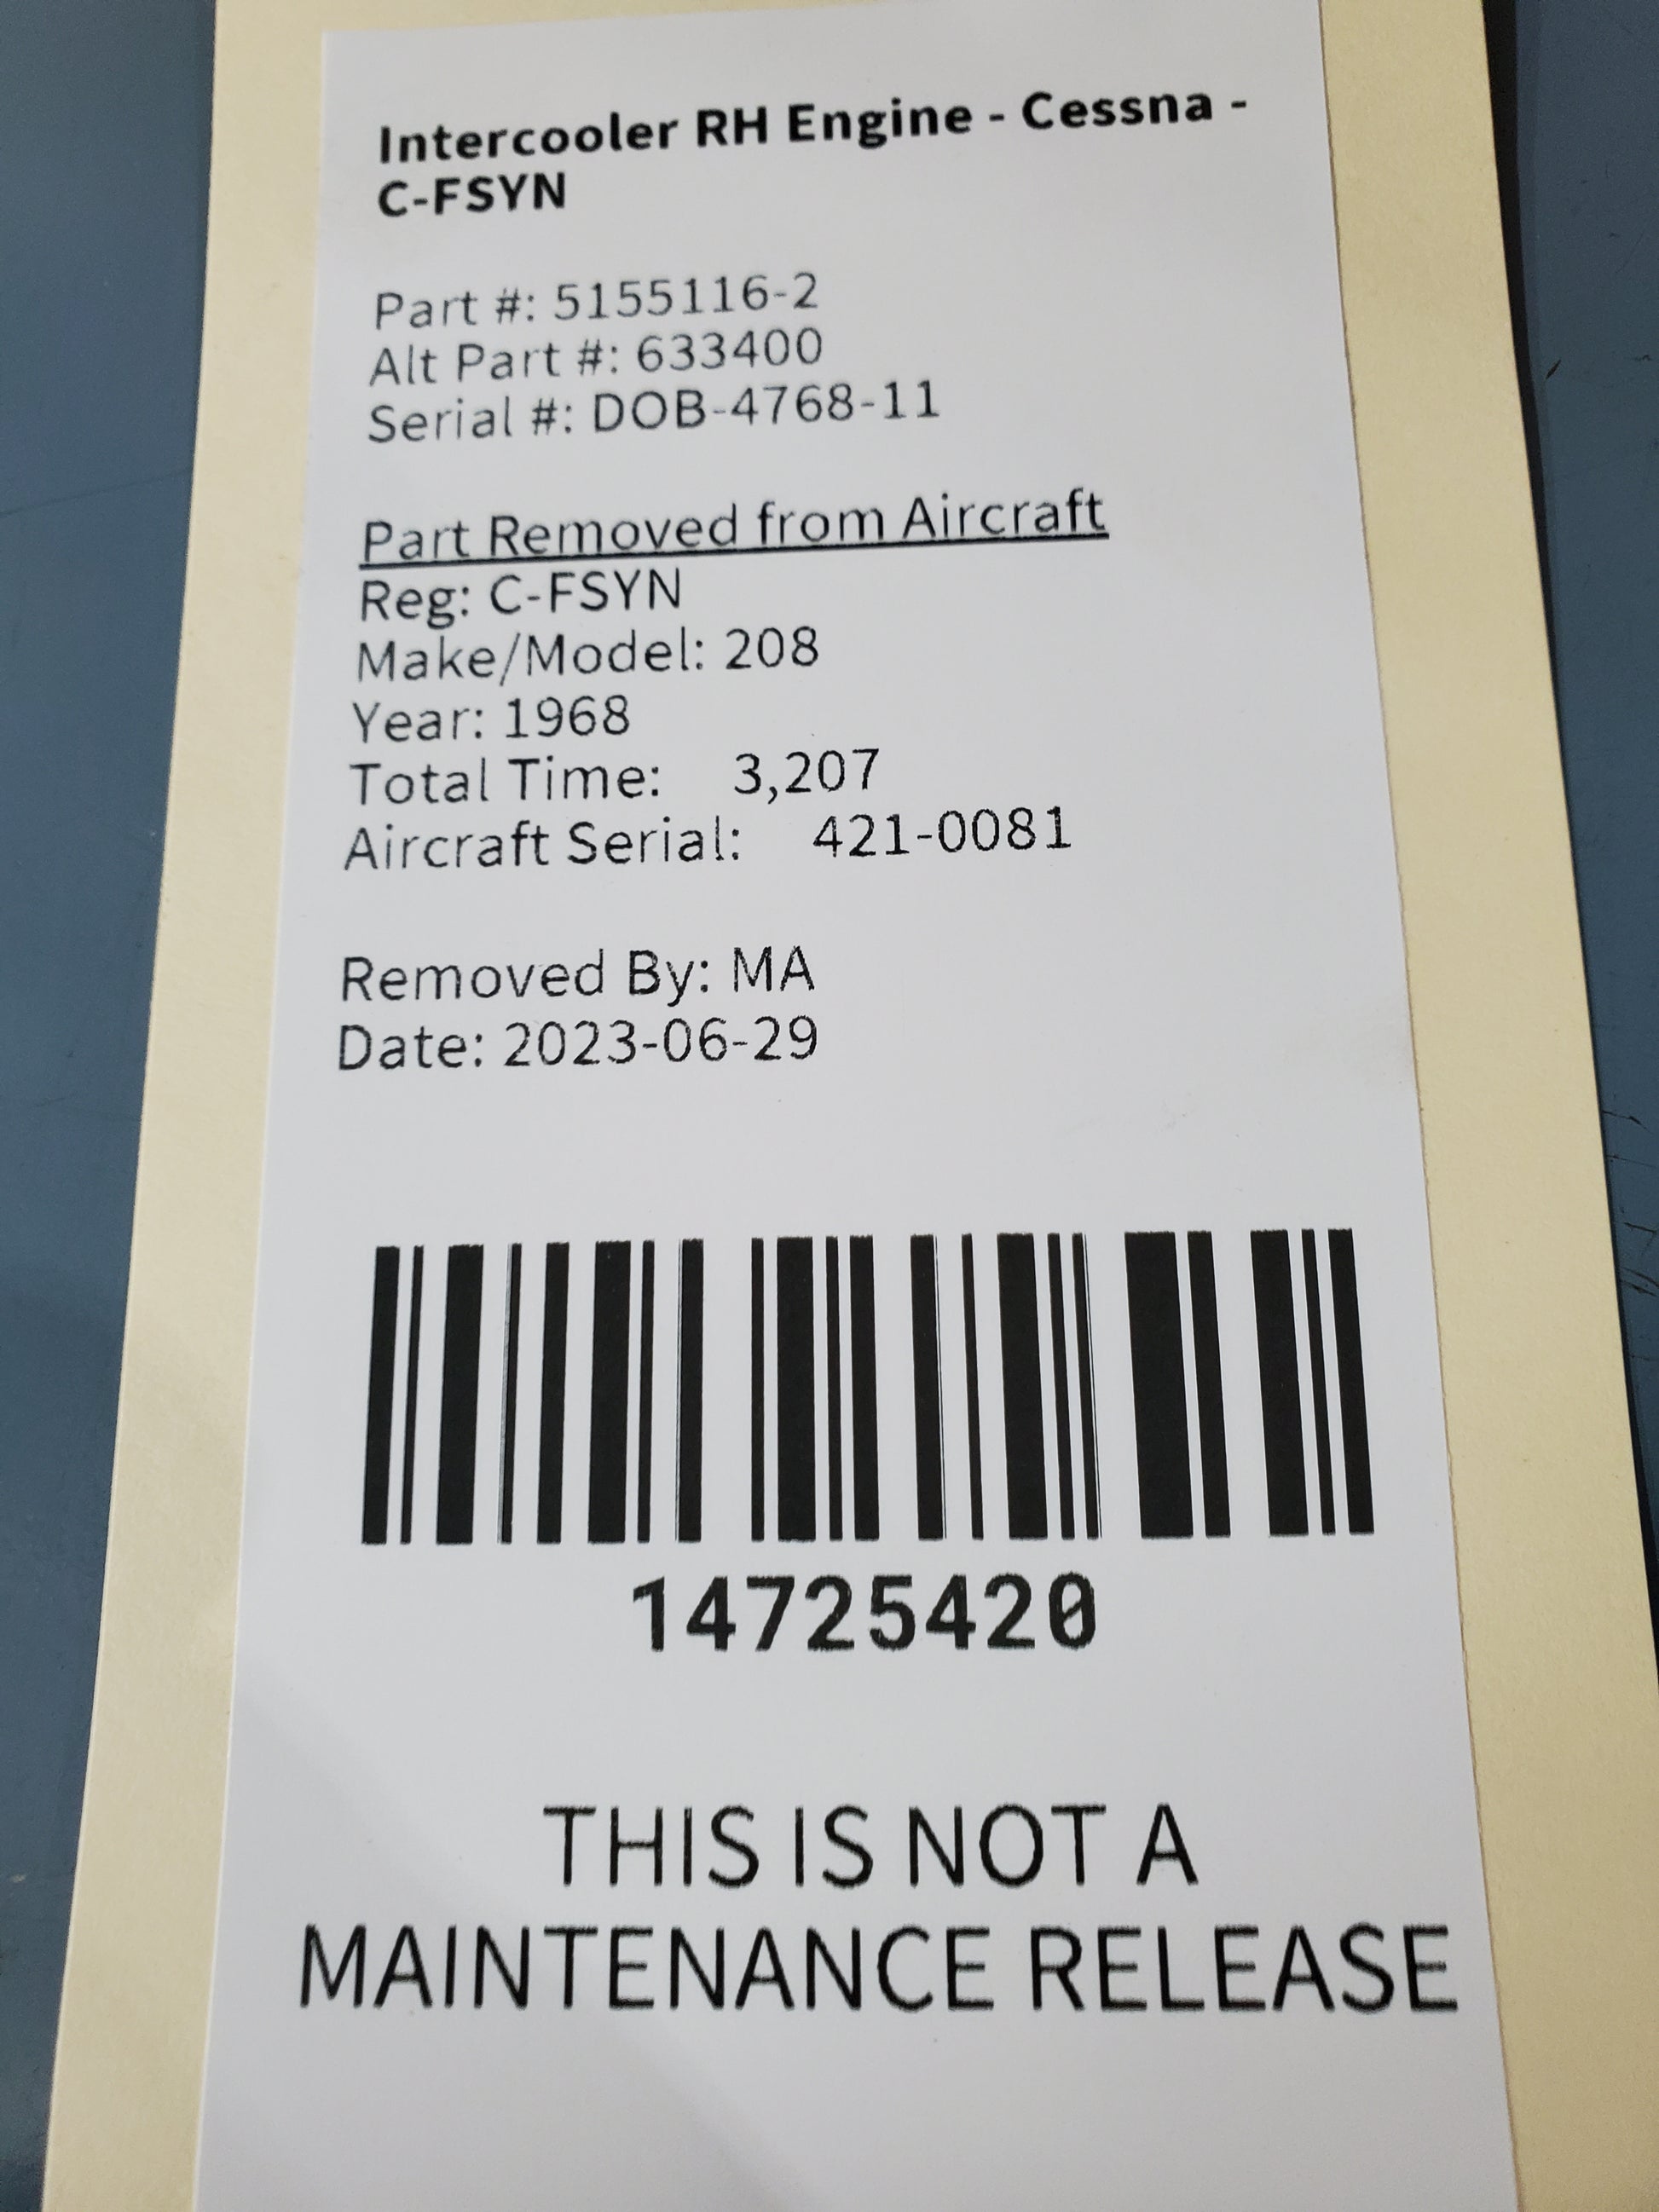 Intercooler RH Engine - Cessna -
C-FSYN
Part #: 5155116-2
Alt Part #: 633400
Serial #: DOB-4768-11
Part Removed from Aircraft
Reg: C-FSYN
Make/Model: 208
Year: 1968
Total Time: 3,207
Aircraft Serial: 421-0081
Removed By: MA
Date: 2023-06-29
14725420
THIS IS NOT A
MAINTENANCE RELEASE